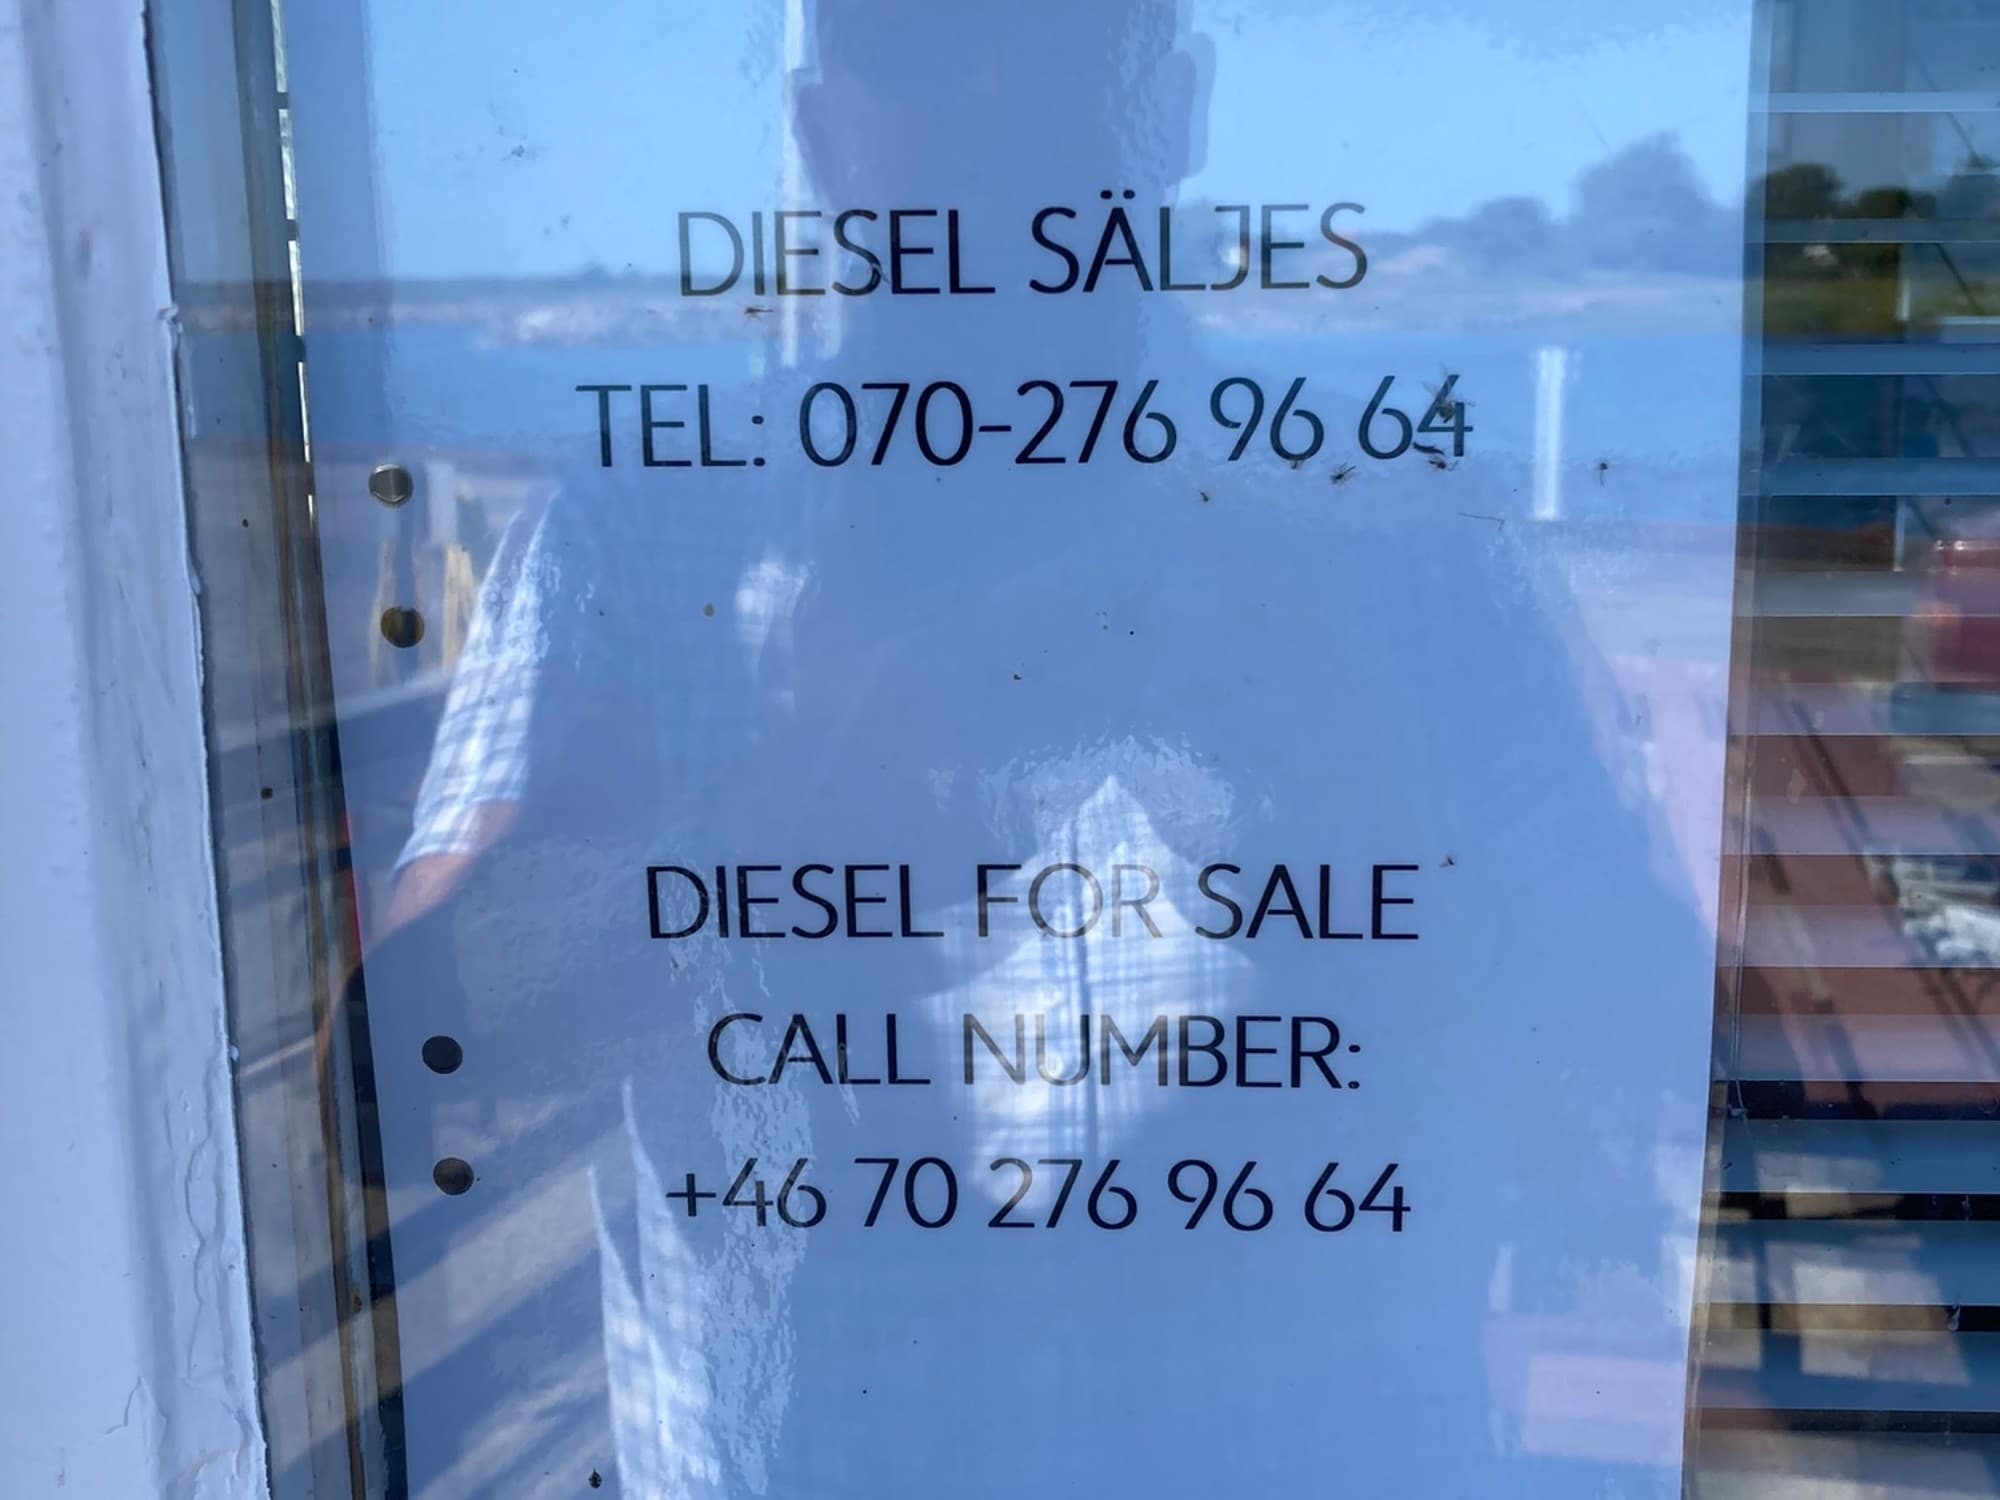 DIESEL SÄLJES
TEL: 070-276 96 64
DIESEL FOR SALE
CALL NUMBER:
+46 70 276 96 64